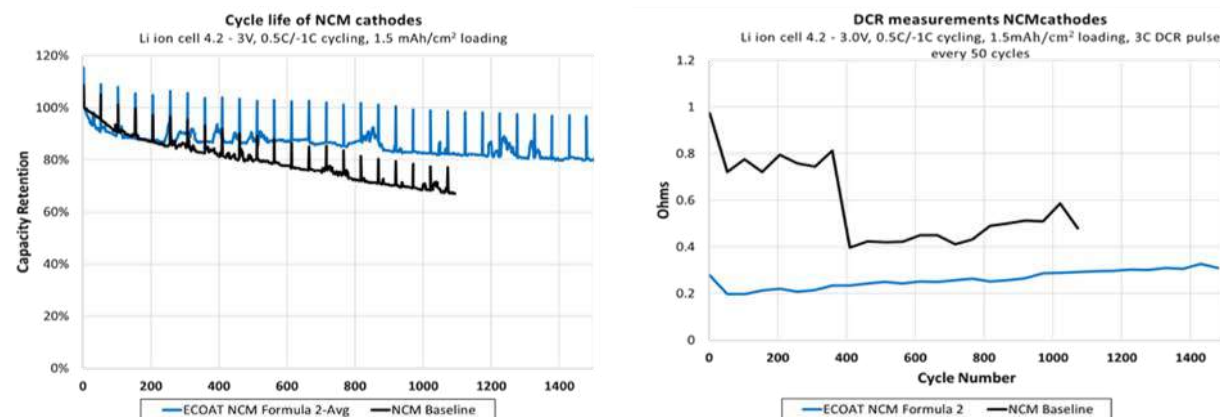 Cycle life of NCM cathodes
Li ion cell 4.2 - 3V, 0.5C/-1C cycling, 1.5 mAh/cm² loading
120%
100%
80%
60%
40%
20%
0%
Capacity Retention
0 200 400 600 800 1000 1200 1400
ECOAT NCM Formula 2-Avg NCM Baseline
DCR measurements NCMcathodes
Li ion cell 4.2 - 3.0V, 0.5C/-1C cycling, 1.5mAh/cm² loading, 3C DCR pulse
every 50 cycles
1.2
1
0.8
0.6
0.4
0.2
0
Ohms
0 200 400 600 800 1000 1200 1400
Cycle Number
ECOAT NCM Formula 2 NCM Baseline